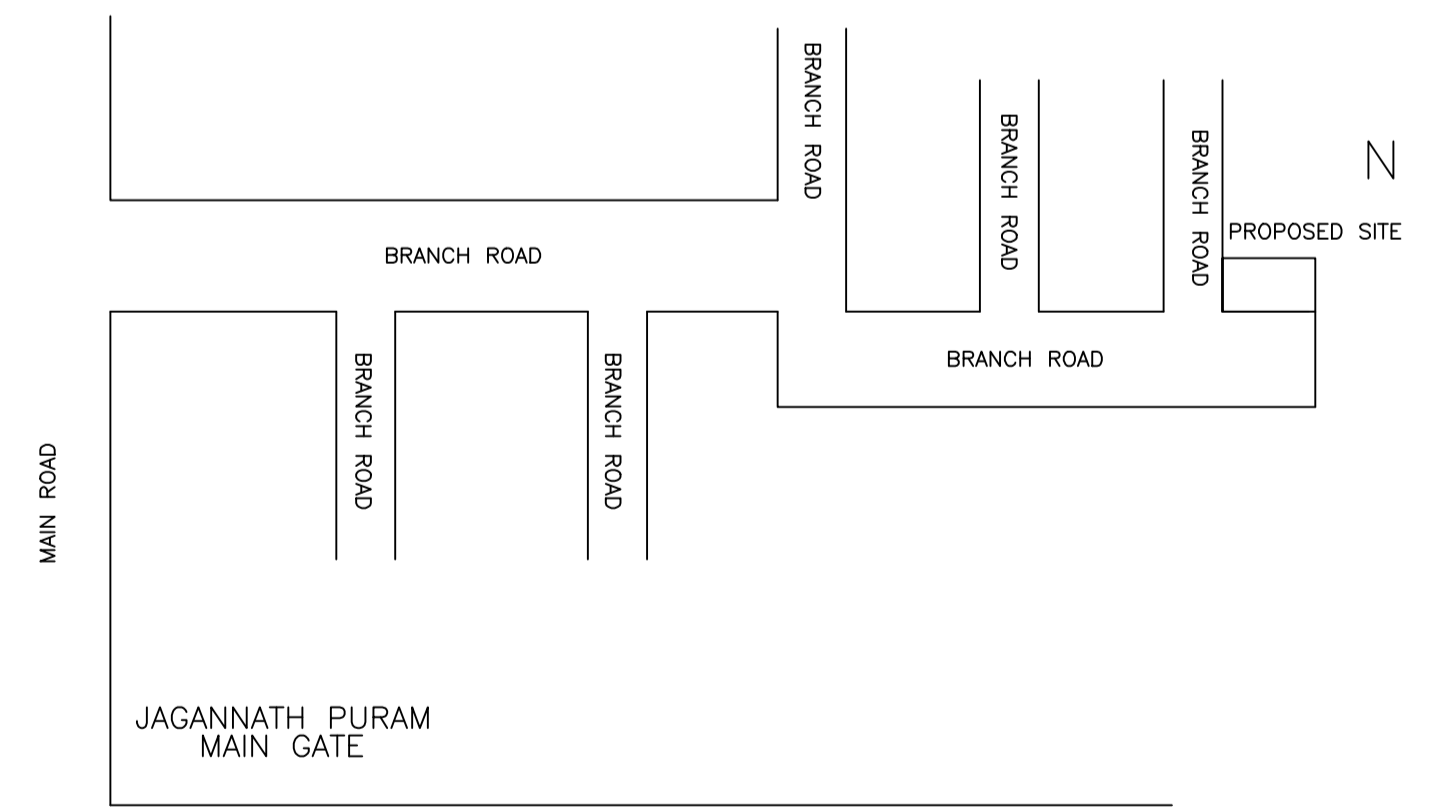 BRANCH ROAD
BRANCH ROAD
BRANCH ROAD
N
PROPOSED SITE
BRANCH ROAD
BRANCH ROAD
BRANCH ROAD
BRANCH ROAD
MAIN ROAD
JAGANNATH PURAM
MAIN GATE